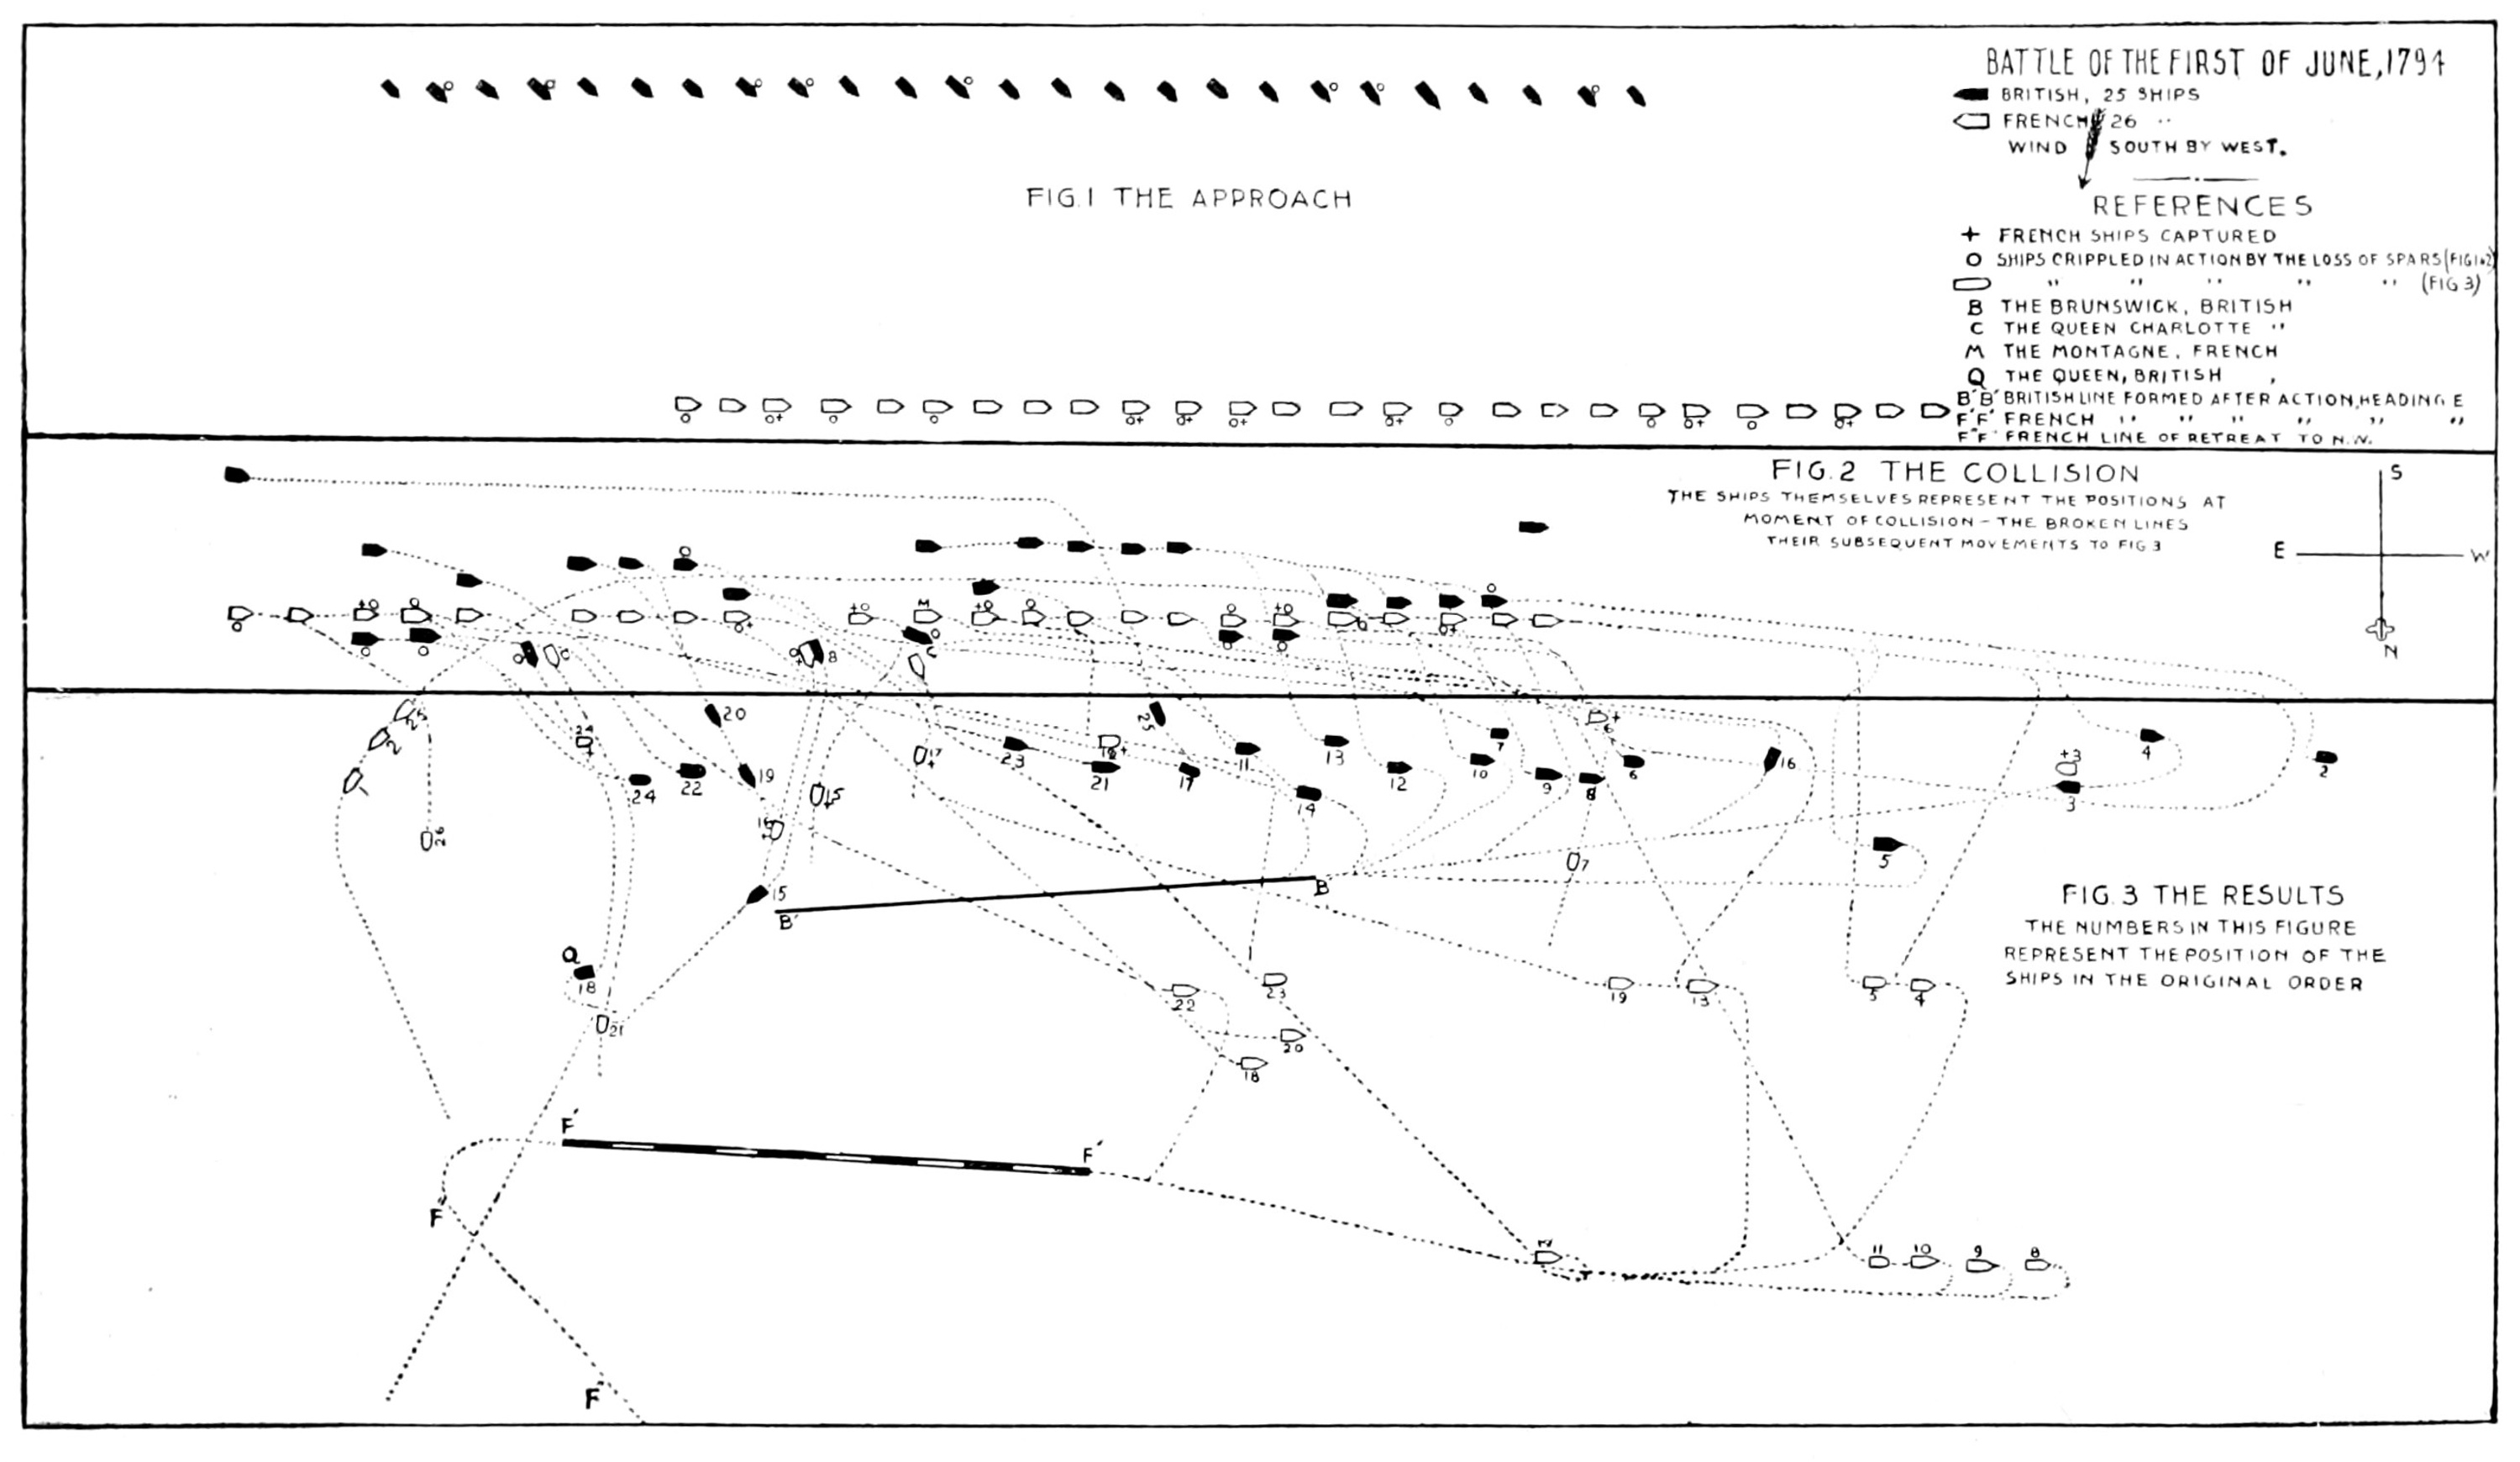 BATTLE OF THE FIRST OF JUNE, 1794
BRITISH, 25 SHIPS
FRENCH 26 "
WIND SOUTH BY WEST.
FIG.1 THE APPROACH
REFERENCES
+ FRENCH SHIPS CAPTURED
O SHIPS CRIPPLED IN ACTION BY THE LOSS OF SPARS (FIG 1&2)
" " " " " (FIG 3)
B THE BRUNSWICK, BRITISH
C THE QUEEN CHARLOTTE "
M THE MONTAGNE, FRENCH
Q THE QUEEN, BRITISH ,
B'B' BRITISH LINE FORMED AFTER ACTION, HEADING E
F'F' FRENCH " " " " " "
F"F" FRENCH LINE OF RETREAT TO N.W.
FIG.2 THE COLLISION
THE SHIPS THEMSELVES REPRESENT THE POSITIONS AT
MOMENT OF COLLISION - THE BROKEN LINES
THEIR SUBSEQUENT MOVEMENTS TO FIG 3
S
E W
N
M
Q
C
B
C
25
20
25
6
2
24
17
23
12
21
17
11
13
7
10
12
9
8
6
16
3
3
4
2
24
22
19
15
16
14
26
15
7
5
B'
B'
FIG.3 THE RESULTS
THE NUMBERS IN THIS FIGURE
REPRESENT THE POSITION OF THE
SHIPS IN THE ORIGINAL ORDER
Q
18
21
22
23
20
18
19
13
5
4
F'
F'
F"
M
11
10
9
8
F"